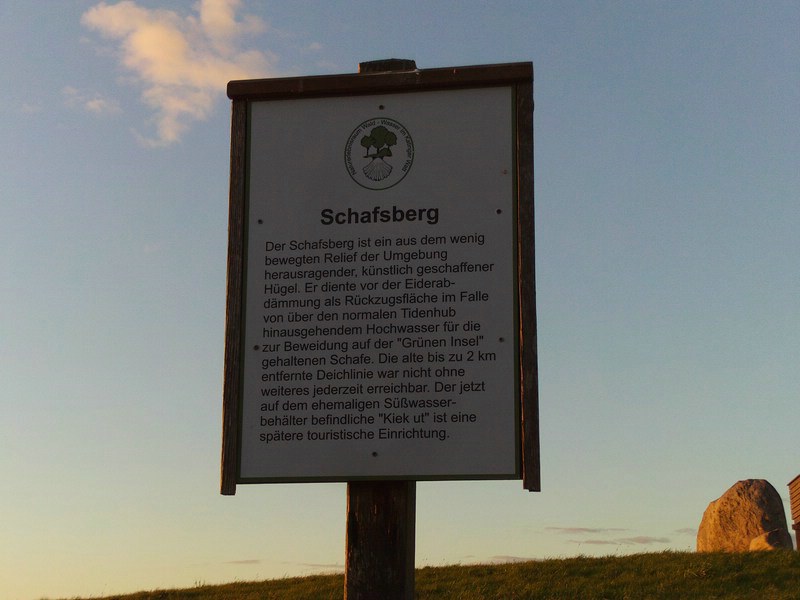 Schafsberg
Der Schafsberg ist ein aus dem wenig
bewegten Relief der Umgebung
herausragender, künstlich geschaffener
Hügel. Er diente vor der Eiderab-
dämmung als Rückzugsfläche im Falle
von über den normalen Tidenhub
hinausgehendem Hochwasser für die
zur Beweidung auf der "Grünen Insel"
gehaltenen Schafe. Die alte bis zu 2 km
entfernte Deichlinie war nicht ohne
weiteres jederzeit erreichbar. Der jetzt
auf dem ehemaligen Süßwasser-
behälter befindliche "Kiek ut" ist eine
spätere touristische Einrichtung.